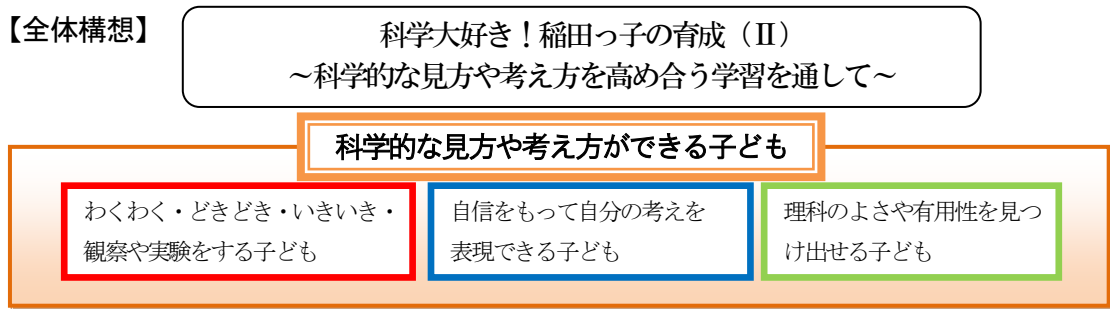 【全体構想】
科学大好き！稲田っ子の育成（Ⅱ）
～科学的な見方や考え方を高め合う学習を通して～
科学的な見方や考え方ができる子ども
わくわく・どきどき・いきいき・
観察や実験をする子ども
自信をもって自分の考えを
表現できる子ども
理科のよさや有用性を見つ
け出せる子ども